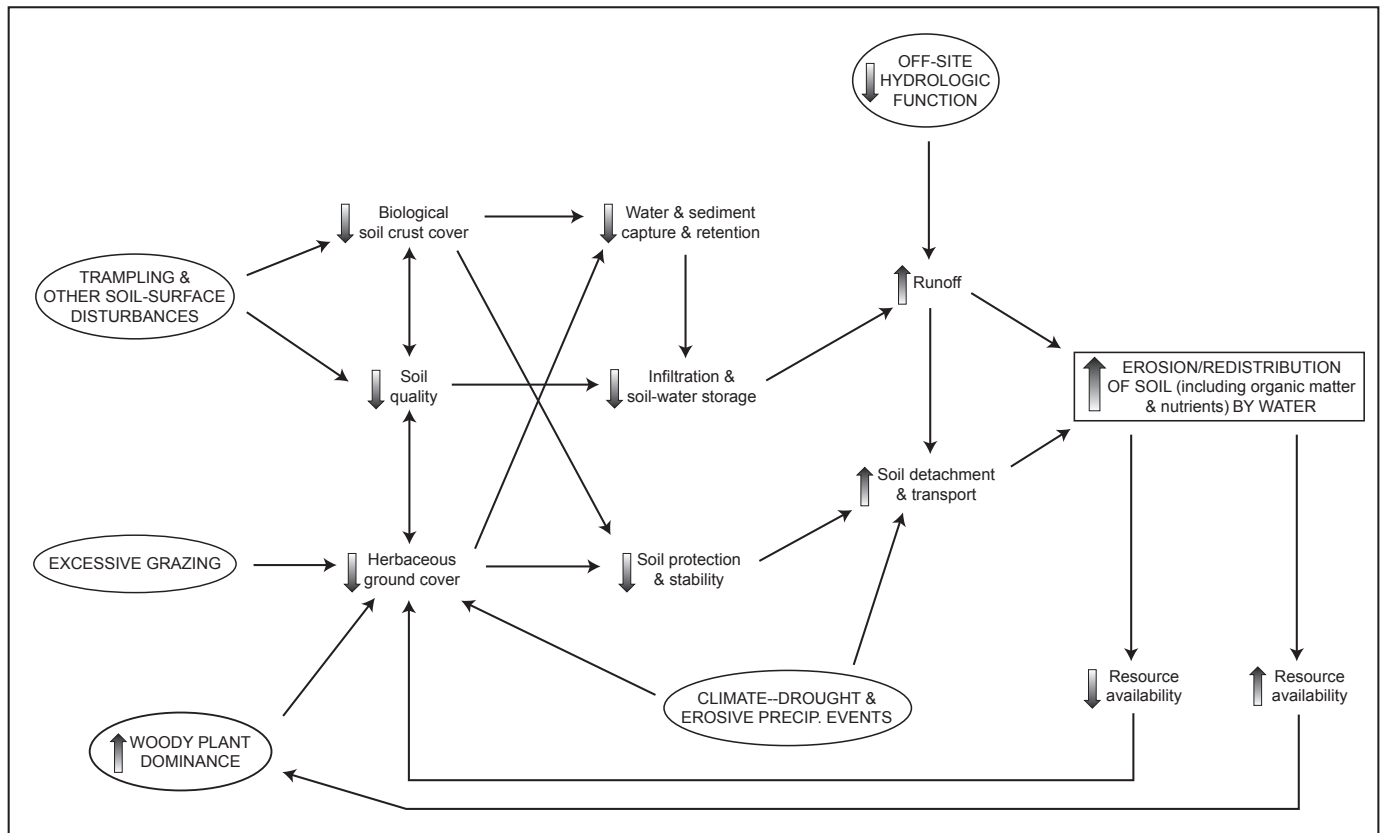 OFF-SITE
HYDROLOGIC
FUNCTION
Biological
soil crust cover
Water & sediment
capture & retention
TRAMPLING &
OTHER SOIL-SURFACE
DISTURBANCES
Runoff
Soil
quality
Infiltration &
soil-water storage
EROSION/REDISTRIBUTION
OF SOIL (including organic matter
& nutrients) BY WATER
Soil detachment
& transport
EXCESSIVE GRAZING
Herbaceous
ground cover
Soil protection
& stability
CLIMATE--DROUGHT &
EROSIVE PRECIP. EVENTS
Resource
availability
Resource
availability
WOODY PLANT
DOMINANCE